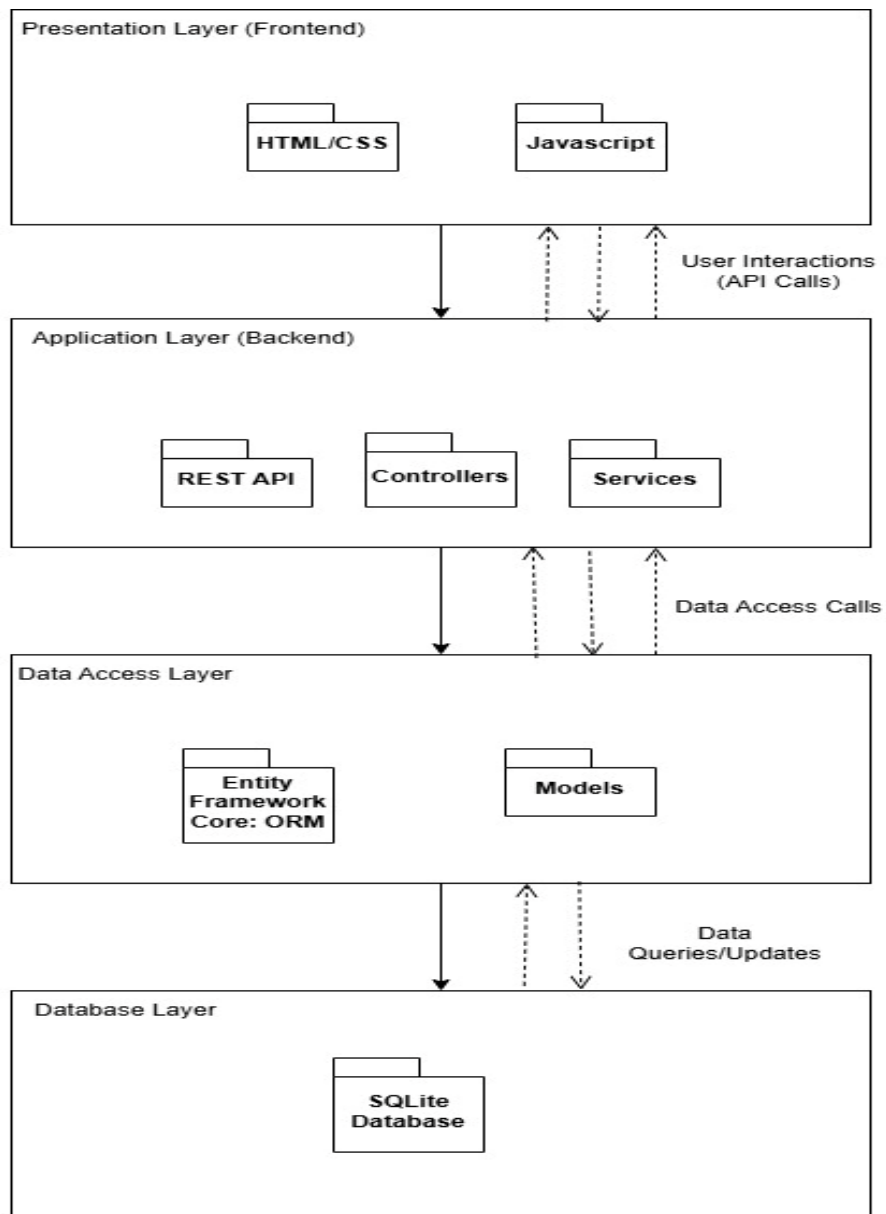 Presentation Layer (Frontend)
HTML/CSS
Javascript
User Interactions
(API Calls)
Application Layer (Backend)
REST API
Controllers
Services
Data Access Calls
Data Access Layer
Entity
Framework
Core: ORM
Models
Data
Queries/Updates
Database Layer
SQLite
Database